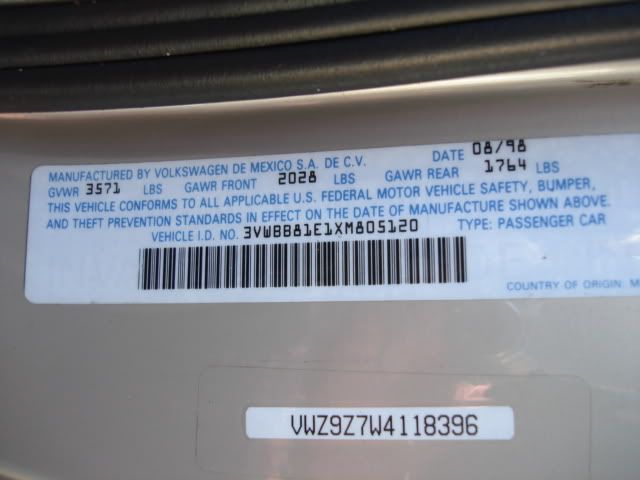 MANUFACTURED BY VOLKSWAGEN DE MEXICO S.A. DE C.V. DATE 08/98
GVWR 3571 LBS GAWR FRONT 2028 LBS GAWR REAR 1764 LBS
THIS VEHICLE CONFORMS TO ALL APPLICABLE U.S. FEDERAL MOTOR VEHICLE SAFETY, BUMPER,
AND THEFT PREVENTION STANDARDS IN EFFECT ON THE DATE OF MANUFACTURE SHOWN ABOVE.
VEHICLE I.D. NO. 3VWBB81E1XM805120 TYPE: PASSENGER CAR
COUNTRY OF ORIGIN:
VWZ9Z7W4118396